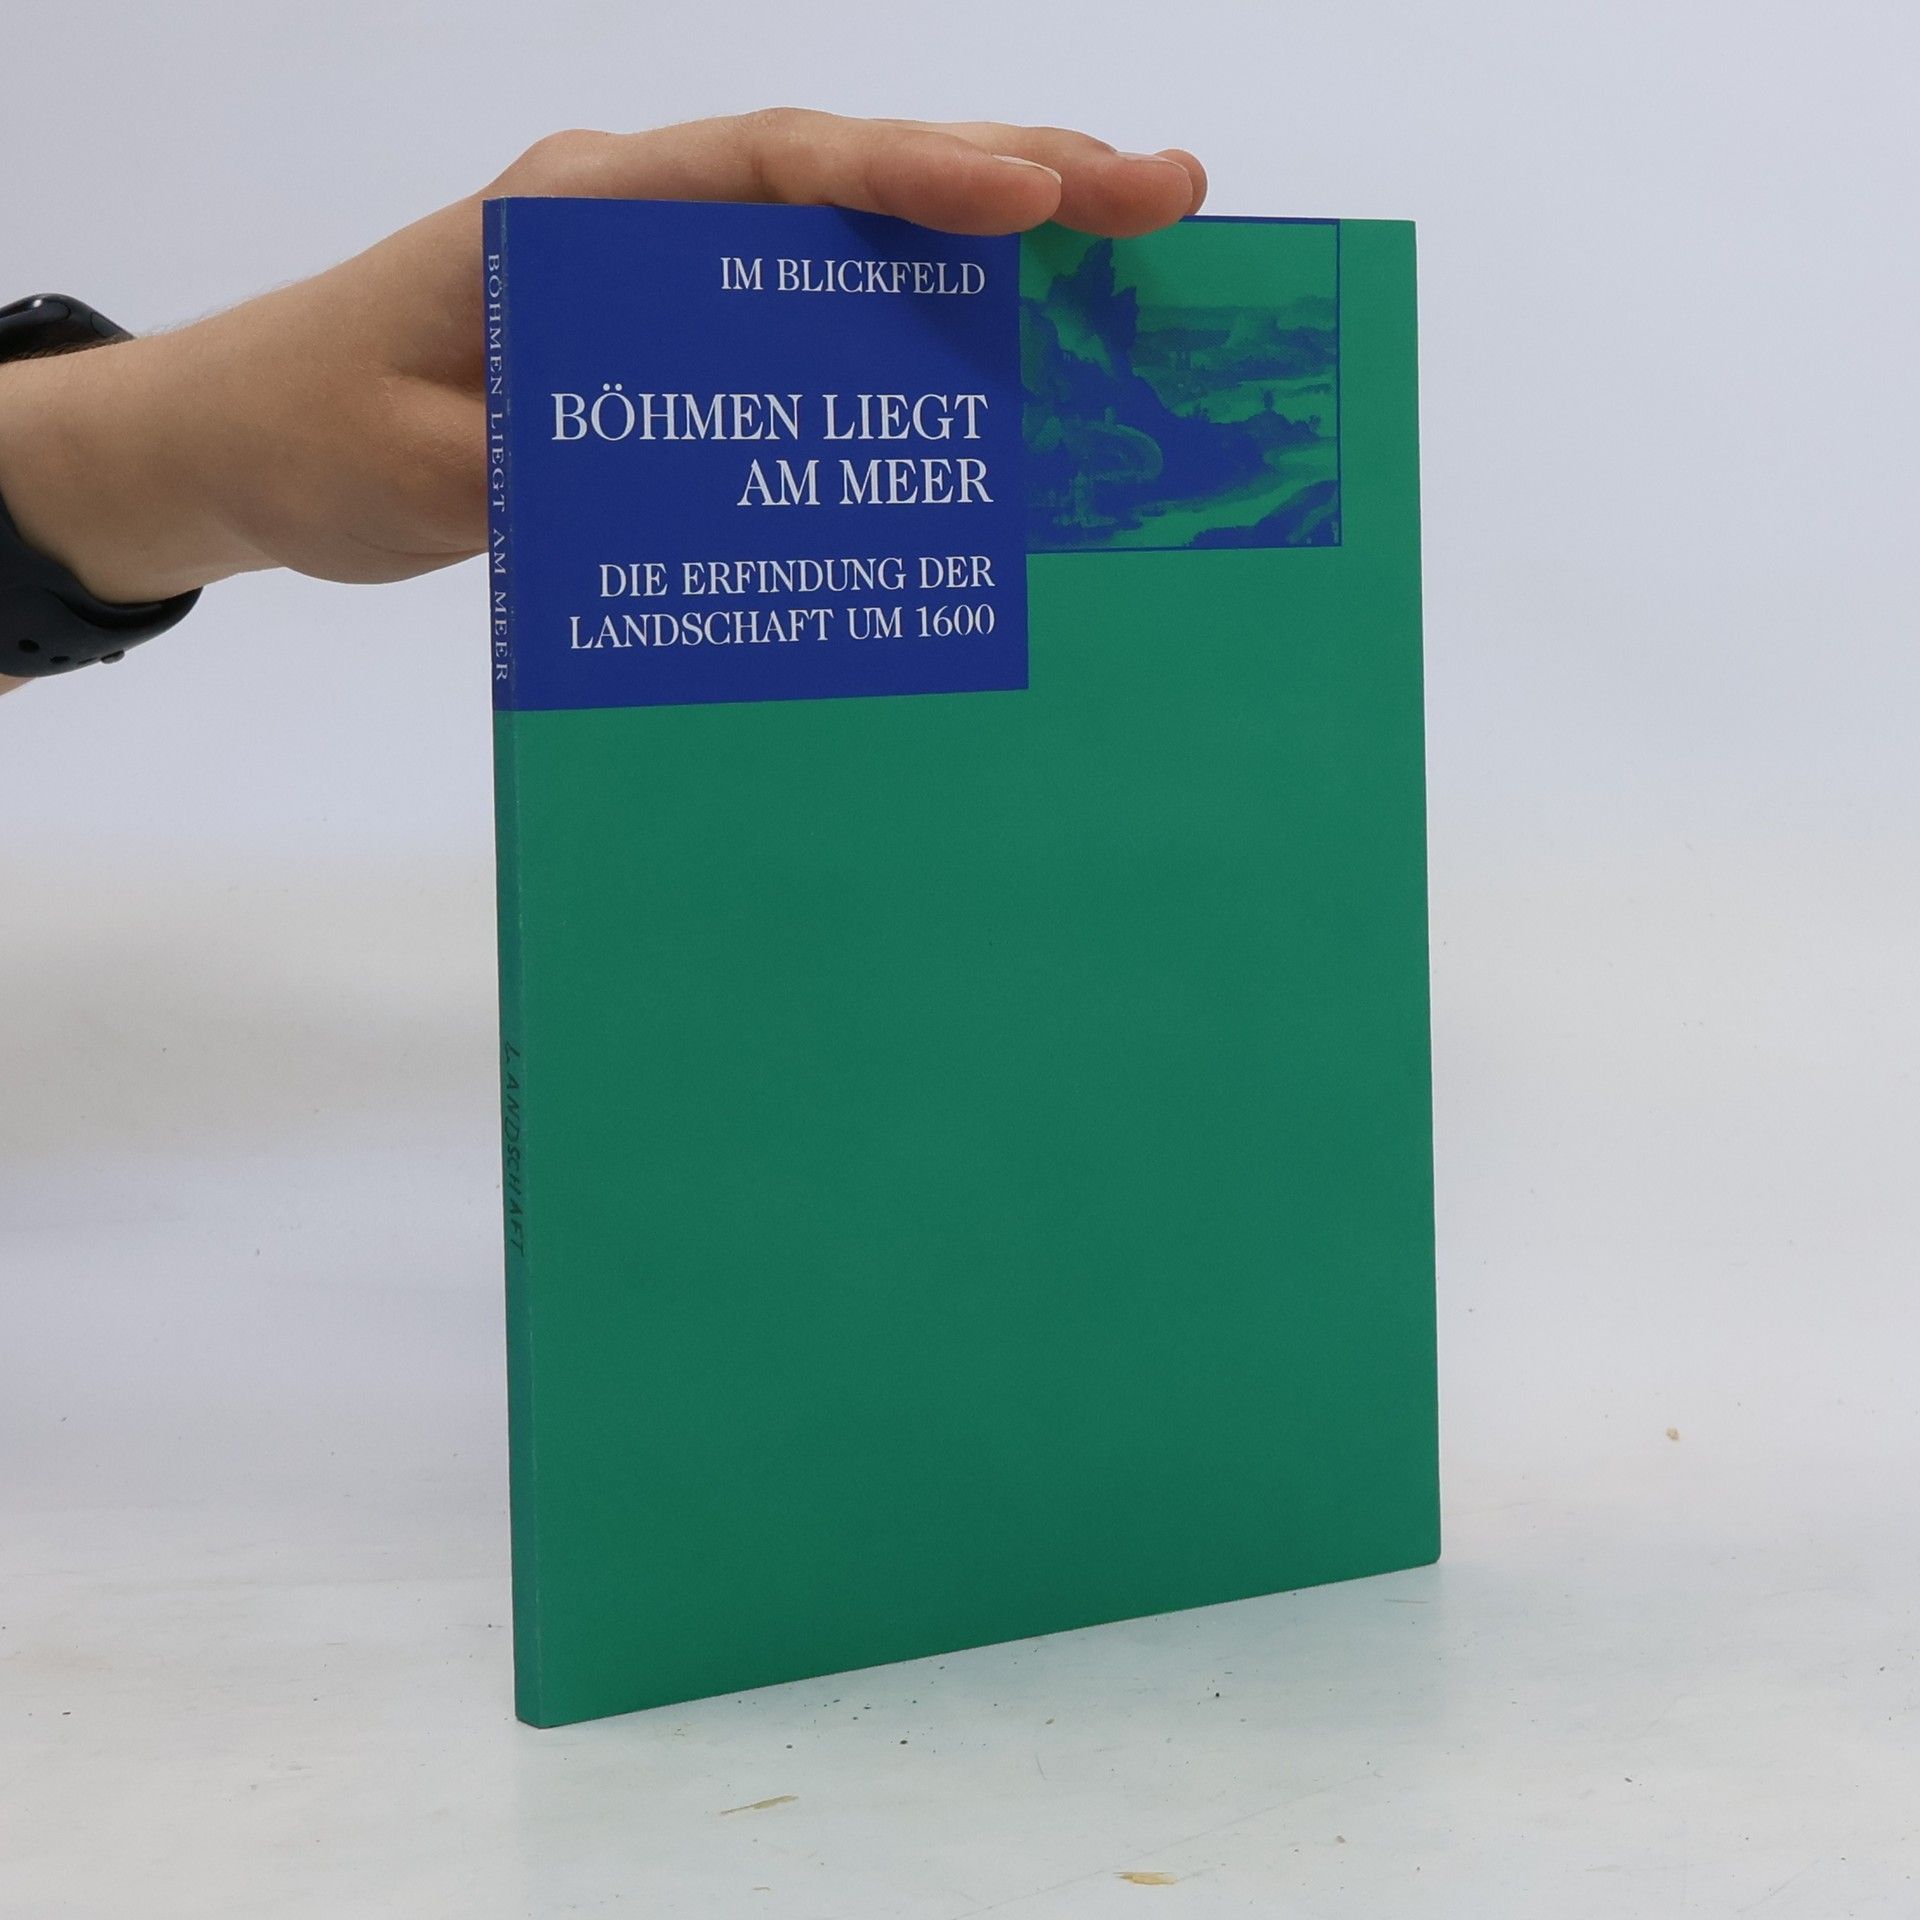 IM BLICKFELD
BÖHMEN LIEGT
AM MEER
DIE ERFINDUNG DER
LANDSCHAFT UM 1600
BÖHMEN LIEGT AM MEER
LANDSCHAFT